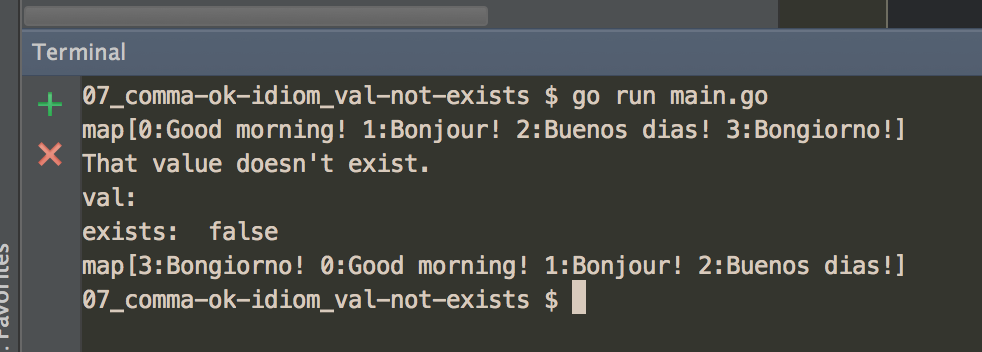 Terminal
07_comma-ok-idiom_val-not-exists $ go run main.go
map[0:Good morning! 1:Bonjour! 2:Buenos dias! 3:Bongiorno!]
That value doesn't exist.
val:
exists:  false
map[3:Bongiorno! 0:Good morning! 1:Bonjour! 2:Buenos dias!]
07_comma-ok-idiom_val-not-exists $
Favorites